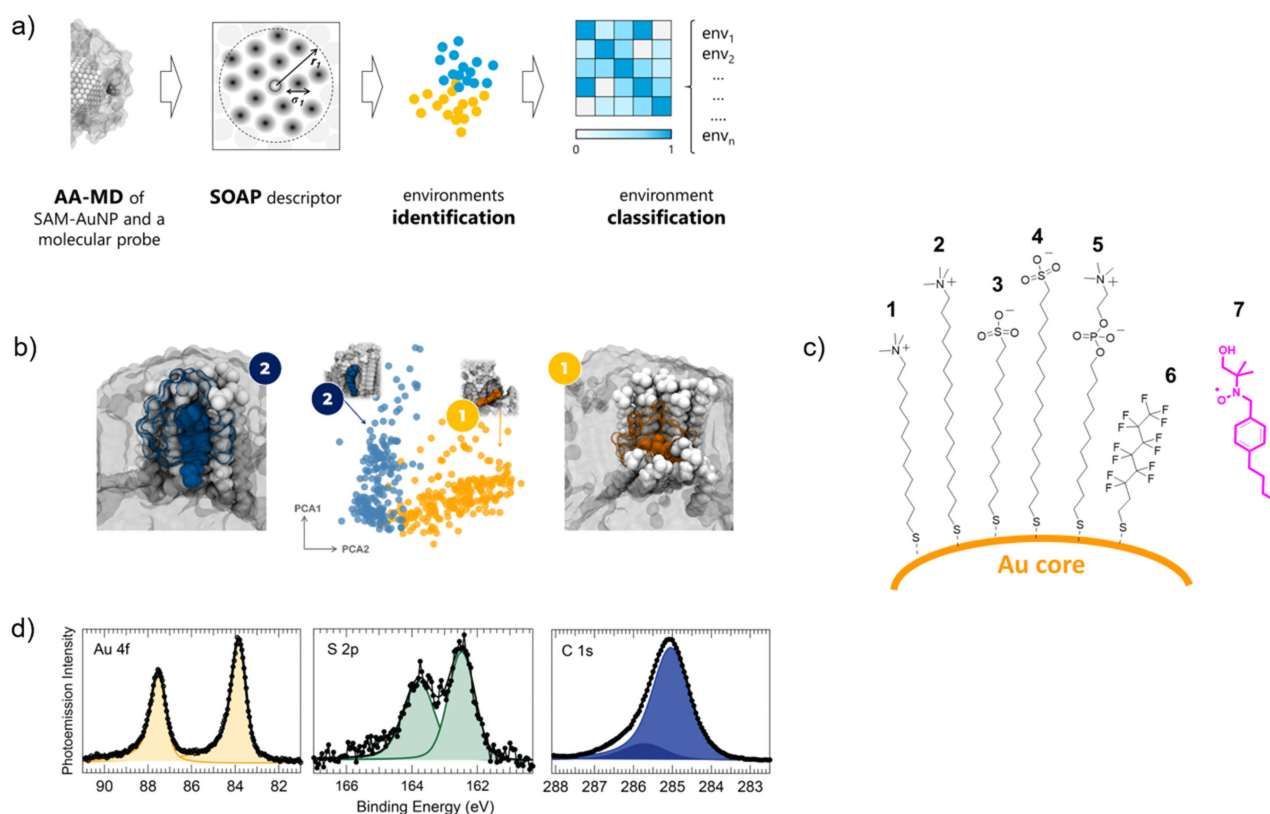 a)
r1
σ1
env1
env2
...
...
....
envn
0 1
AA-MD of
SAM-AuNP and a
molecular probe
SOAP descriptor
environments
identification
environment
classification
b)
2
2
1
1
PCA1
PCA2
c)
1
2
3
4
5
6
7
N+
N+
O S O O−
O S O O−
N+
O
O P O−
O
F F F F F F F F F F F F F
S S S S S S
Au core
OH
N
O•
d)
Au 4f
S 2p
C 1s
Photoemission Intensity
90 88 86 84 82
166 164 162
288 287 286 285 284 283
Binding Energy (eV)